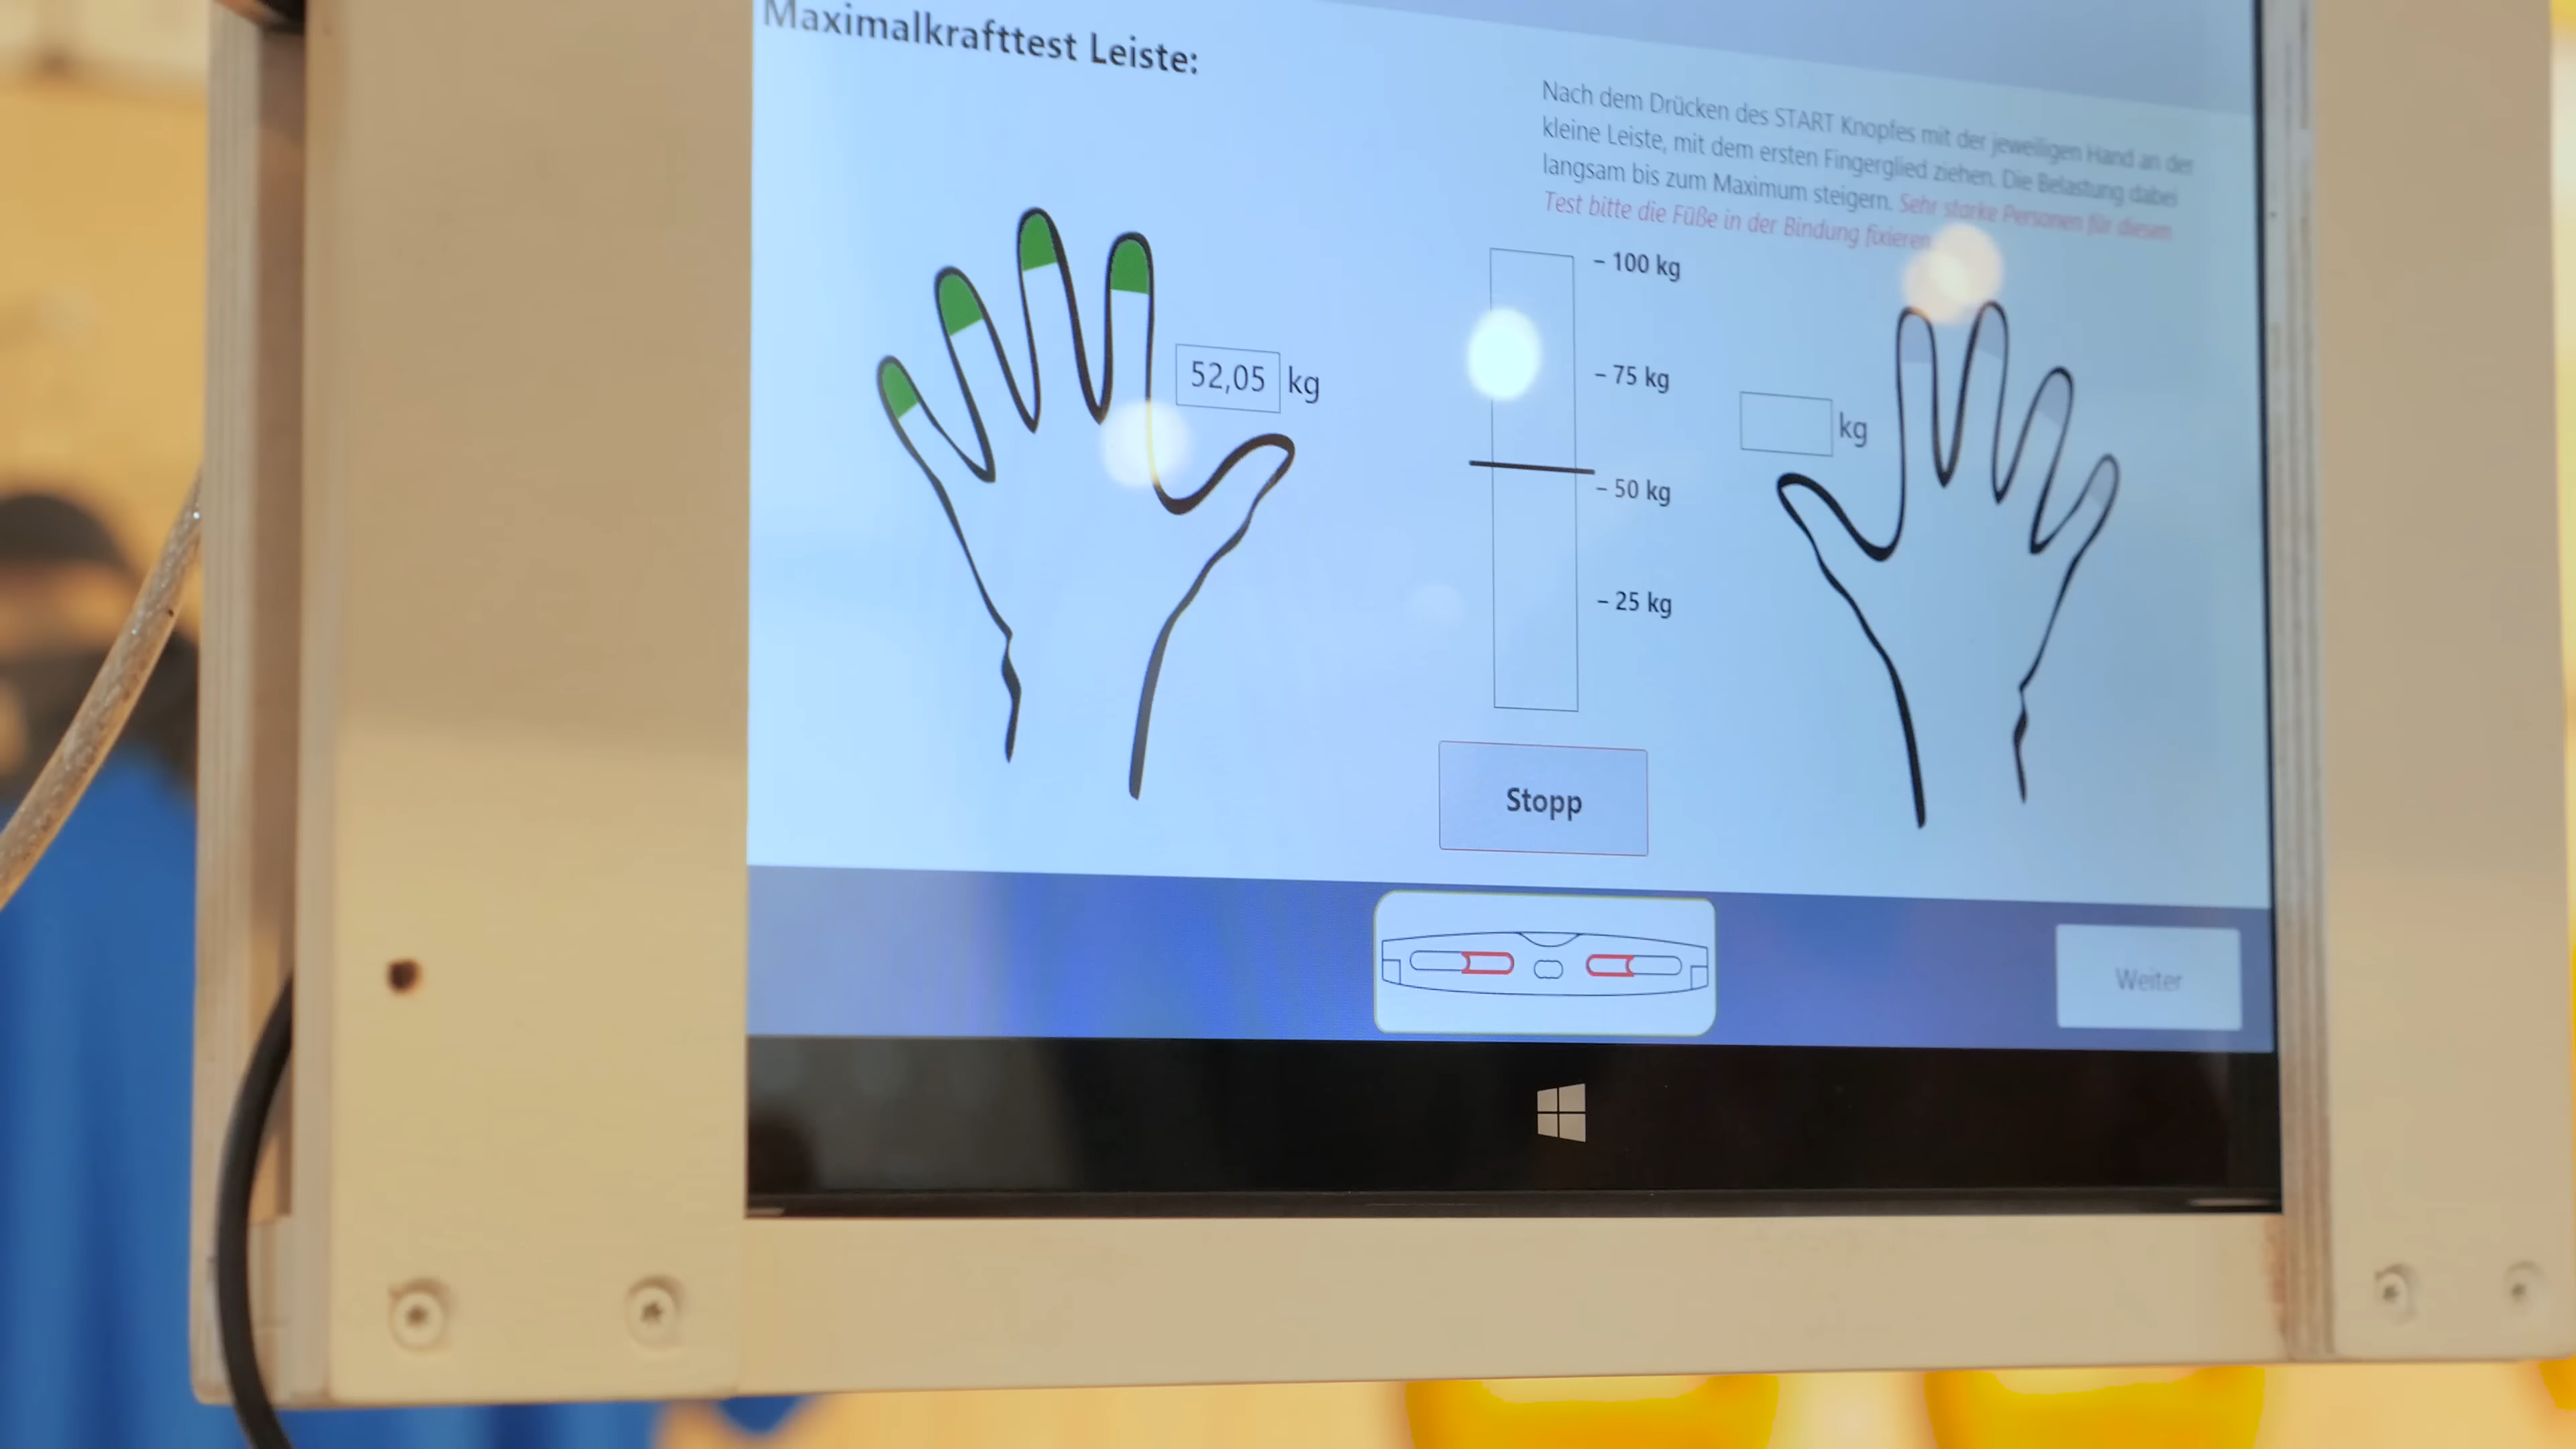 Maximalkrafttest Leiste:
Nach dem Drücken des START Knopfes mit der jeweiligen Hand an der
kleine Leiste, mit dem ersten Fingerglied ziehen. Die Belastung dabei
langsam bis zum Maximum steigern. Sehr starke Personen für diesen
Test bitte die Füße in der Bindung fixieren
– 100 kg
52,05 kg
– 75 kg
kg
– 50 kg
– 25 kg
Stopp
Weiter